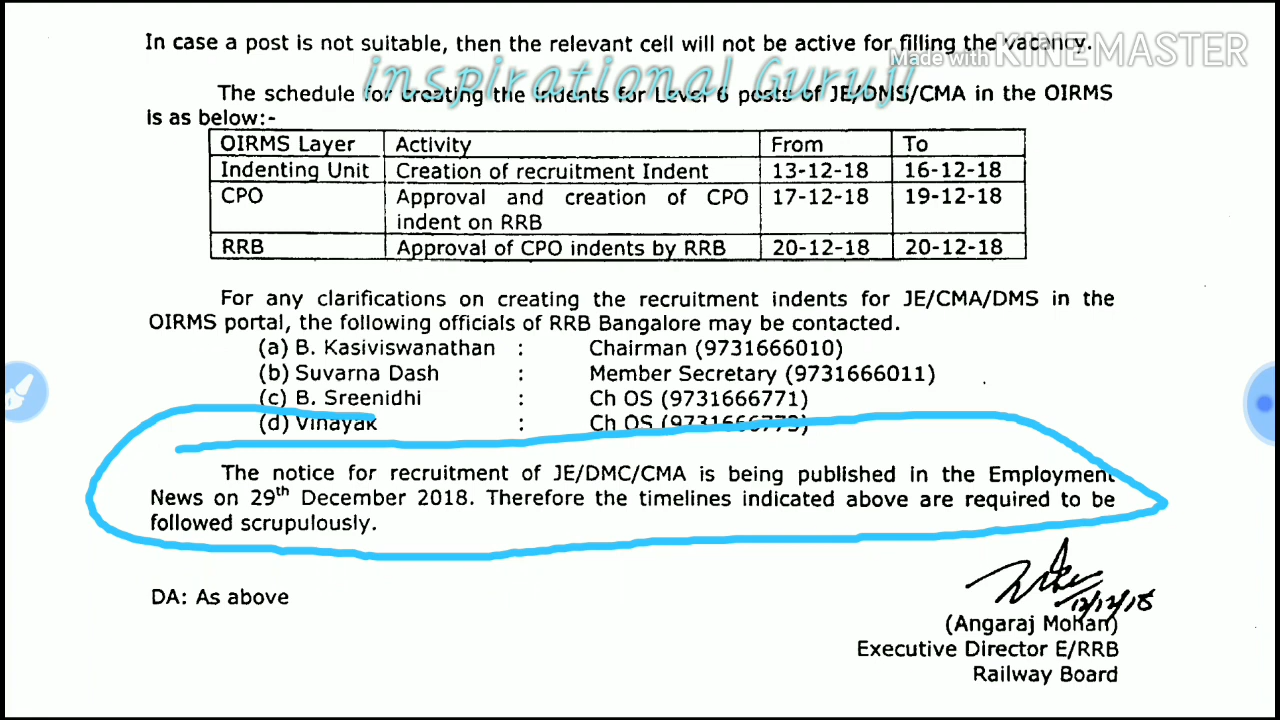 In case a post is not suitable, then the relevant cell will not be active for filling the vacancy.
Made with KINEMASTER
inspirational Guruji
The schedule for creating the indents for Level 6 posts of JE/DMS/CMA in the OIRMS
is as below:-
OIRMS Layer Activity From To
Indenting Unit Creation of recruitment Indent 13-12-18 16-12-18
CPO Approval and creation of CPO 17-12-18 19-12-18
indent on RRB
RRB Approval of CPO indents by RRB 20-12-18 20-12-18
For any clarifications on creating the recruitment indents for JE/CMA/DMS in the
OIRMS portal, the following officials of RRB Bangalore may be contacted.
(a) B. Kasiviswanathan : Chairman (9731666010)
(b) Suvarna Dash : Member Secretary (9731666011)
(c) B. Sreenidhi : Ch OS (9731666771)
(d) Vinayak : Ch OS (9731666773)
The notice for recruitment of JE/DMC/CMA is being published in the Employment
News on 29th December 2018. Therefore the timelines indicated above are required to be
followed scrupulously.
DA: As above
12/12/18
(Angaraj Mohan)
Executive Director E/RRB
Railway Board